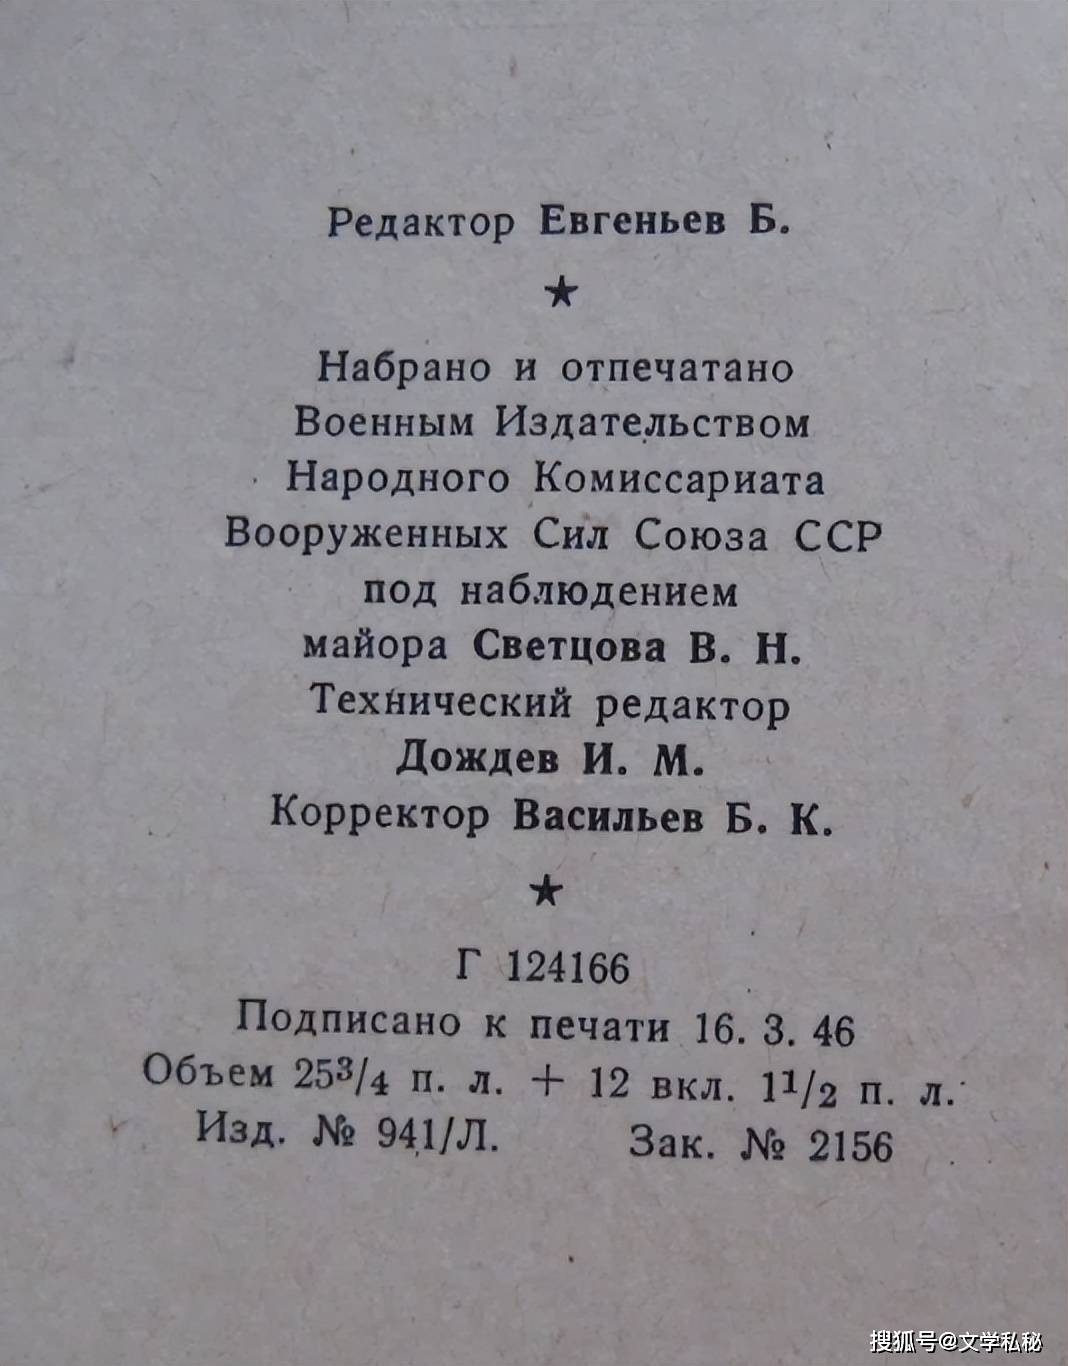 Редактор Евгеньев Б.
★
Набрано и отпечатано
Военным Издательством
Народного Комиссариата
Вооруженных Сил Союза ССР
под наблюдением
майора Светцова В. Н.
Технический редактор
Дождев И. М.
Корректор Васильев Б. К.
★
Г 124166
Подписано к печати 16. 3. 46
Объем 25³/₄ п. л. + 12 вкл. 1¹/₂ п. л.
Изд. № 941/Л. Зак. № 2156
搜狐号@文学私秘